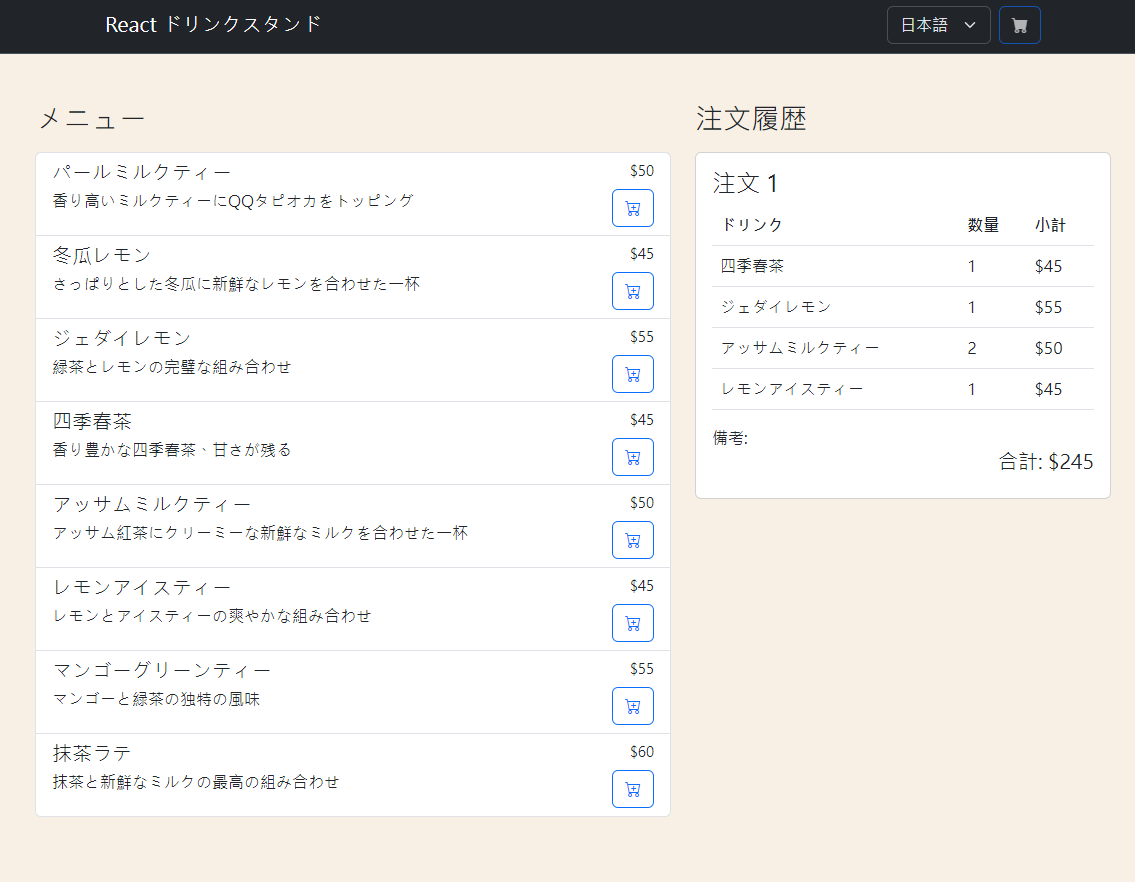 React ドリンクスタンド
日本語
メニュー
パールミルクティー $50
香り高いミルクティーにQQタピオカをトッピング
冬瓜レモン $45
さっぱりとした冬瓜に新鮮なレモンを合わせた一杯
ジェダイレモン $55
緑茶とレモンの完璧な組み合わせ
四季春茶 $45
香り豊かな四季春茶、甘さが残る
アッサムミルクティー $50
アッサム紅茶にクリーミーな新鮮なミルクを合わせた一杯
レモンアイスティー $45
レモンとアイスティーの爽やかな組み合わせ
マンゴーグリーンティー $55
マンゴーと緑茶の独特の風味
抹茶ラテ $60
抹茶と新鮮なミルクの最高の組み合わせ
注文履歴
注文 1
ドリンク 数量 小計
四季春茶 1 $45
ジェダイレモン 1 $55
アッサムミルクティー 2 $50
レモンアイスティー 1 $45
備考:
合計: $245